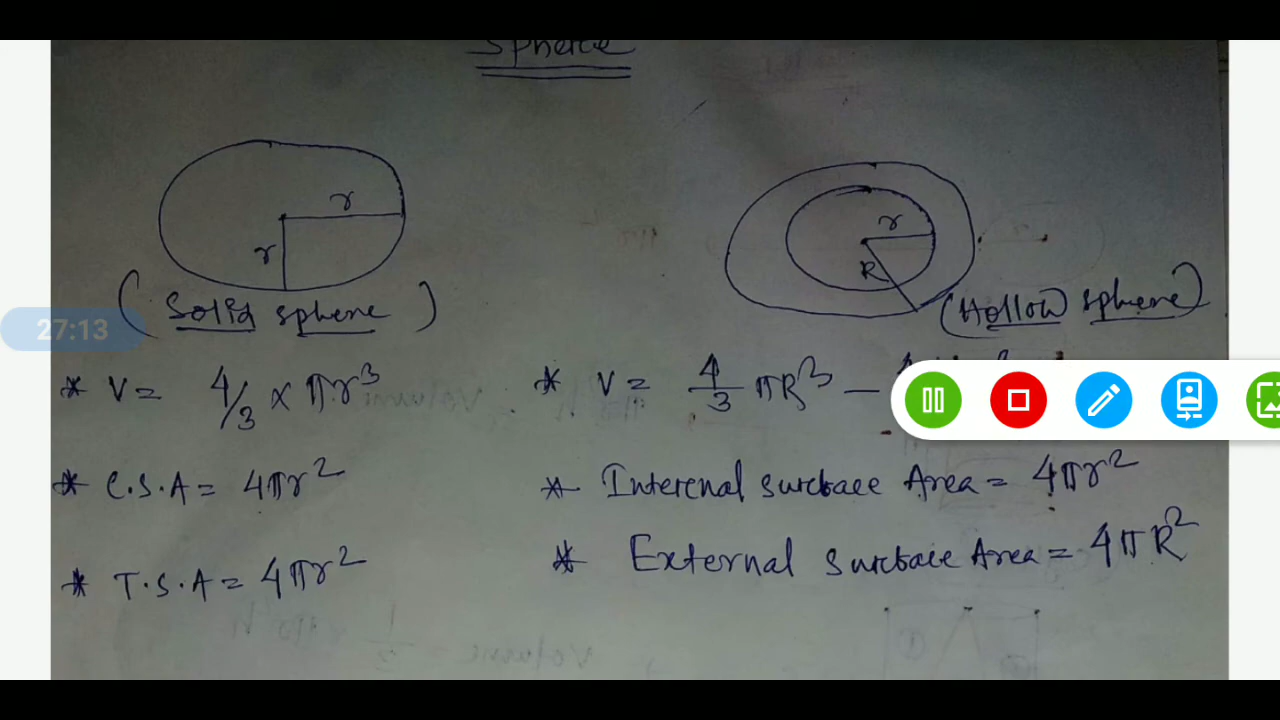 Sphere
r
r
r
R
(Solid sphere)
(Hollow sphere)
27:13
* V = 4/3 × πr³
* V = 4/3 πR³ –
* C.S.A = 4πr²
* Internal surface Area = 4πr²
* T.S.A = 4πr²
* External surface Area = 4πR²